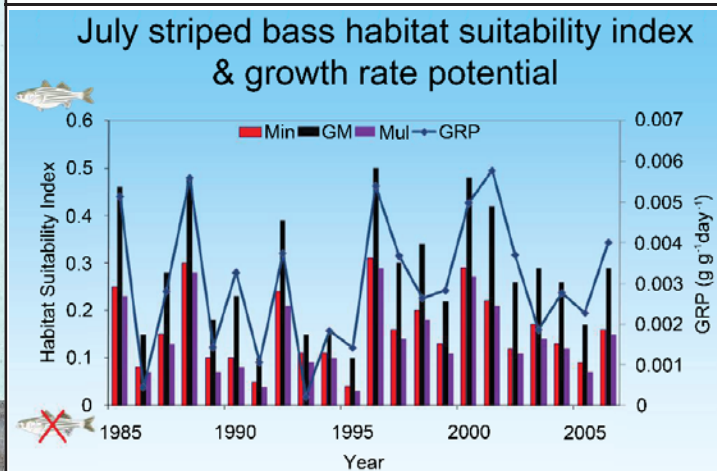 July striped bass habitat suitability index
& growth rate potential
Min GM Mul GRP
Habitat Suitability Index
0.6
0.5
0.4
0.3
0.2
0.1
0
0.007
0.006
0.005
0.004
0.003
0.002
0.001
0
GRP (g g⁻¹day⁻¹)
1985 1990 1995 2000 2005
Year